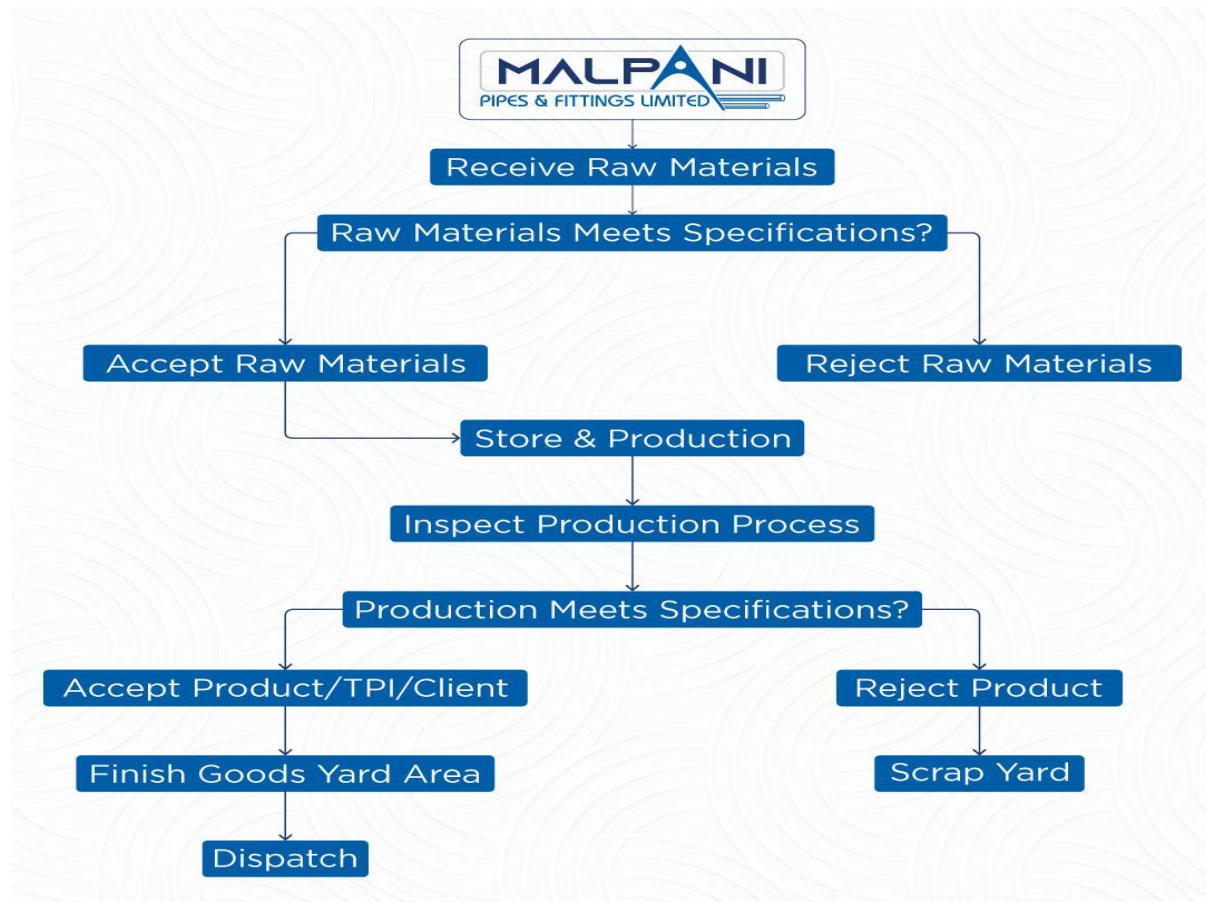 MALPANI
PIPES & FITTINGS LIMITED
Receive Raw Materials
Raw Materials Meets Specifications?
Accept Raw Materials
Reject Raw Materials
Store & Production
Inspect Production Process
Production Meets Specifications?
Accept Product/TPI/Client
Reject Product
Finish Goods Yard Area
Scrap Yard
Dispatch